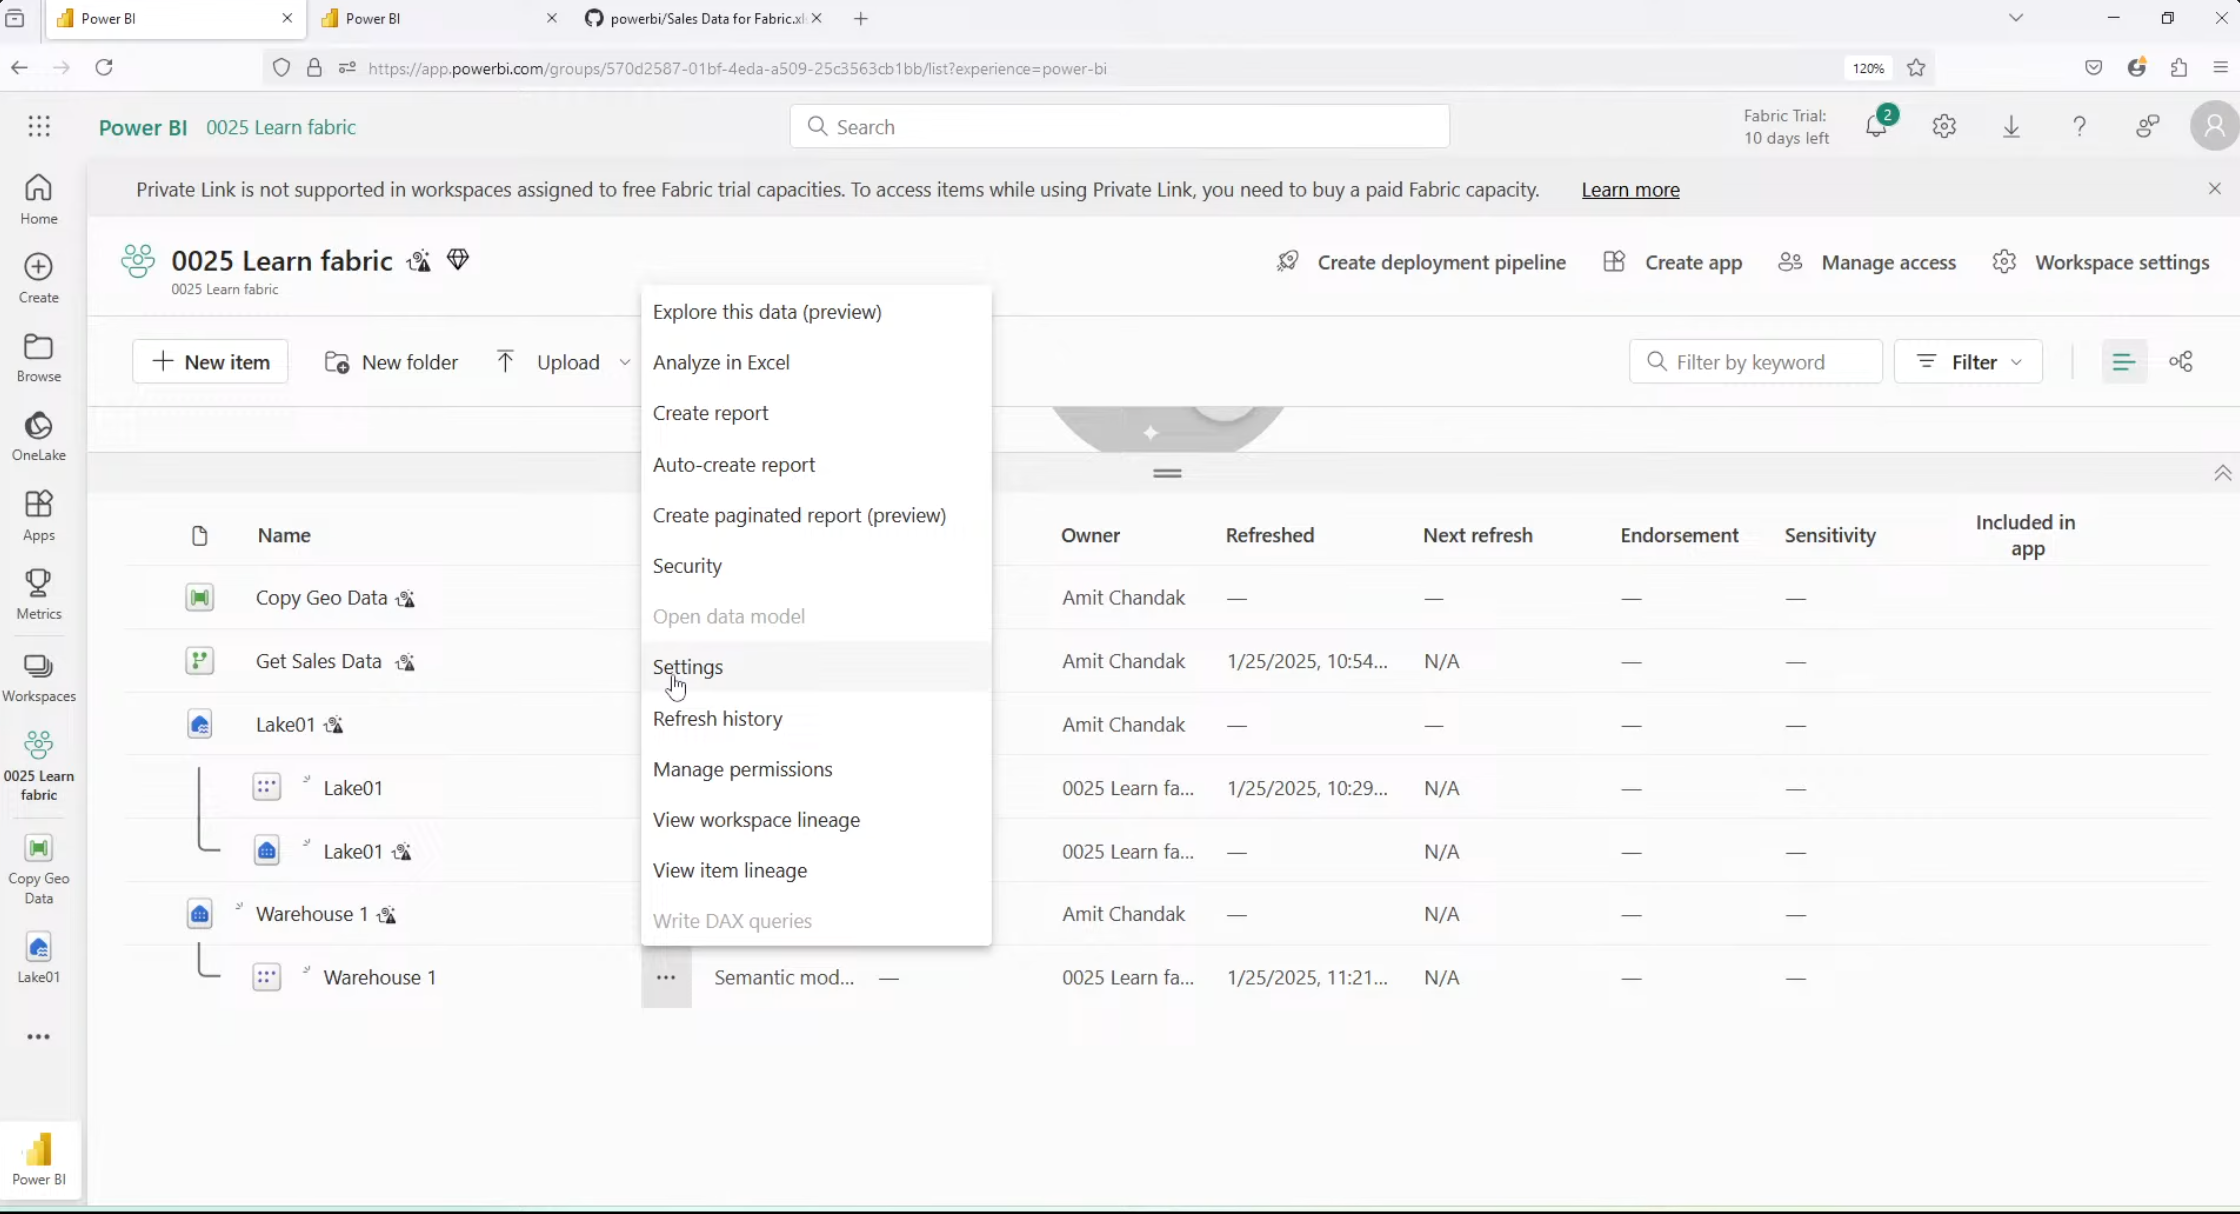 Power BI
Power BI
powerbi/Sales Data for Fabric.xl
https://app.powerbi.com/groups/570d2587-01bf-4eda-a509-25c3563cb1bb/list?experience=power-bi
120%
Power BI 0025 Learn fabric
Search
Fabric Trial:
10 days left
2
Private Link is not supported in workspaces assigned to free Fabric trial capacities. To access items while using Private Link, you need to buy a paid Fabric capacity. Learn more
Home
Create
Browse
OneLake
Apps
Metrics
Workspaces
0025 Learn
fabric
Copy Geo
Data
Lake01
Power BI
0025 Learn fabric
0025 Learn fabric
Create deployment pipeline
Create app
Manage access
Workspace settings
New item
New folder
Upload
Filter by keyword
Filter
Explore this data (preview)
Analyze in Excel
Create report
Auto-create report
Create paginated report (preview)
Security
Open data model
Settings
Refresh history
Manage permissions
View workspace lineage
View item lineage
Write DAX queries
Name Owner Refreshed Next refresh Endorsement Sensitivity Included in
app
Copy Geo Data Amit Chandak — — — —
Get Sales Data Amit Chandak 1/25/2025, 10:54... N/A — —
Lake01 Amit Chandak — — — —
Lake01 0025 Learn fa... 1/25/2025, 10:29... N/A — —
Lake01 0025 Learn fa... — N/A — —
Warehouse 1 Amit Chandak — N/A — —
Warehouse 1 ... Semantic mod... — 0025 Learn fa... 1/25/2025, 11:21... N/A — —